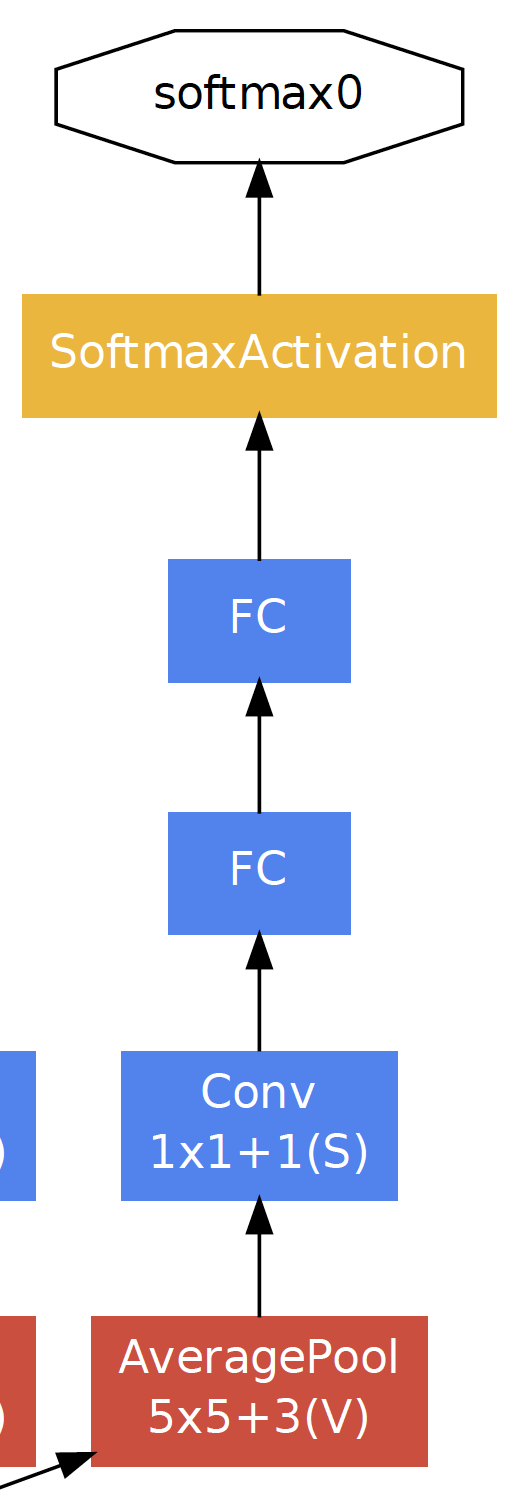 softmax0
SoftmaxActivation
FC
FC
Conv
1x1+1(S)
)
AveragePool
5x5+3(V)
)